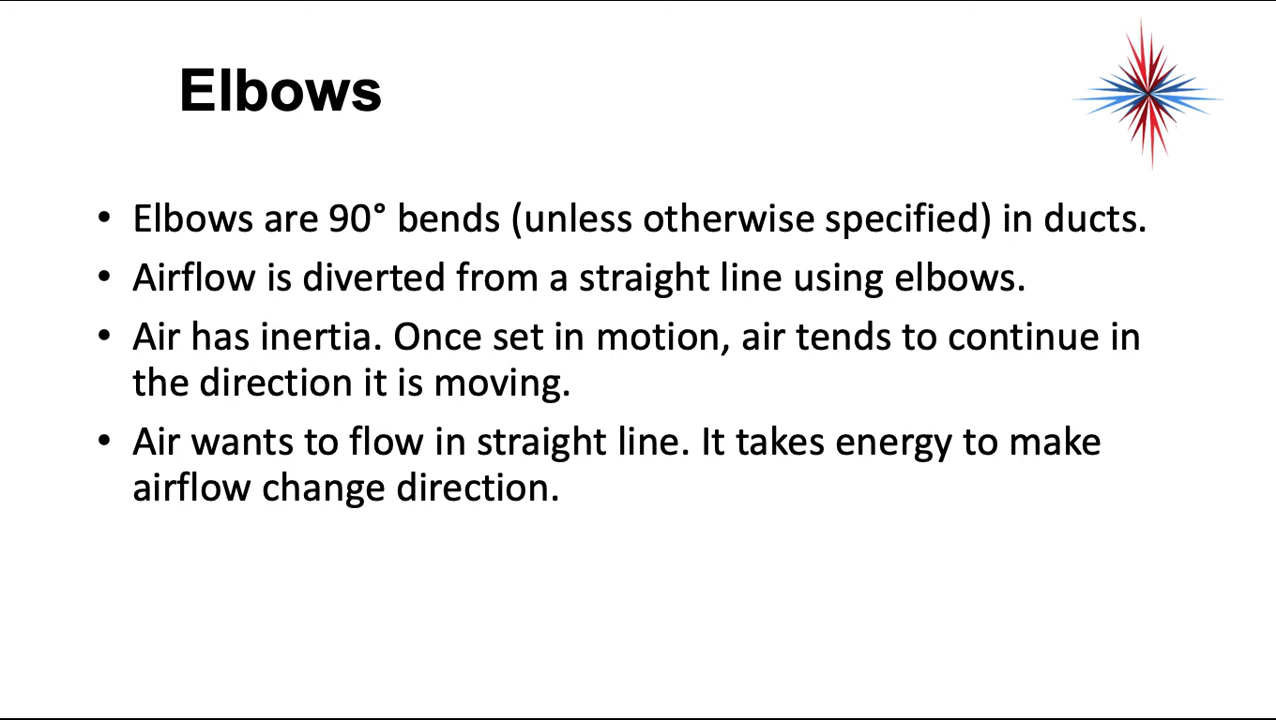 Elbows
• Elbows are 90° bends (unless otherwise specified) in ducts.
• Airflow is diverted from a straight line using elbows.
• Air has inertia. Once set in motion, air tends to continue in
the direction it is moving.
• Air wants to flow in straight line. It takes energy to make
airflow change direction.